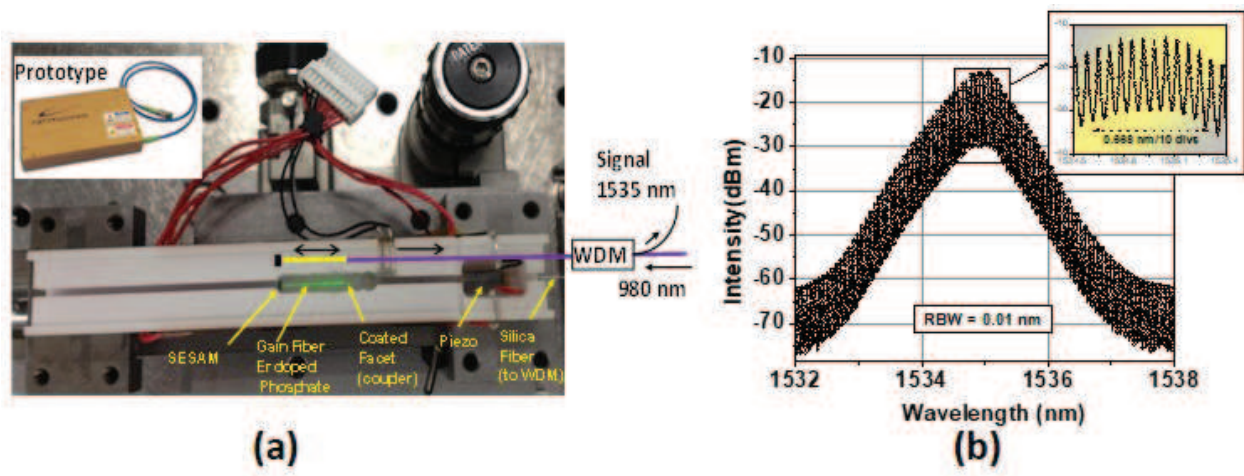 Prototype
Signal
1535 nm
WDM
980 nm
SESAM
Gain Fiber
Er doped
Phosphate
Coated
Facet
(coupler)
Piezo
Silica
Fiber
(to WDM)
(a)
-10
-20
-30
-40
-50
-60
-70
Intensity(dBm)
RBW = 0.01 nm
1532
1534
1536
1538
Wavelength (nm)
0.668 nm/10 divs
-10
(b)